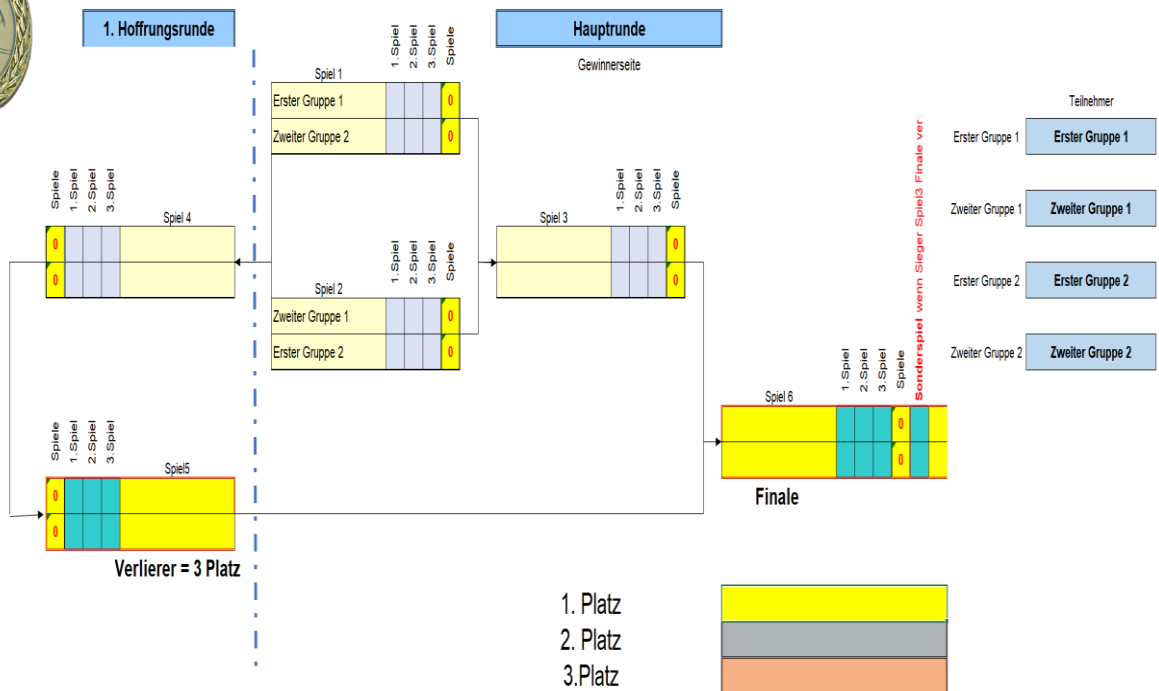 1. Hoffrungsrunde
Hauptrunde
Gewinnerseite
1.Spiel
2.Spiel
3.Spiel
Spiele
Spiel 1
Erster Gruppe 1
0
Zweiter Gruppe 2
0
Teilnehmer
Erster Gruppe 1
Erster Gruppe 1
Zweiter Gruppe 1
Zweiter Gruppe 1
Erster Gruppe 2
Erster Gruppe 2
Zweiter Gruppe 2
Zweiter Gruppe 2
Spiele
1.Spiel
2.Spiel
3.Spiel
Spiel 4
0
0
1.Spiel
2.Spiel
3.Spiel
Spiele
Spiel 3
0
0
1.Spiel
2.Spiel
3.Spiel
Spiele
Spiel 2
Zweiter Gruppe 1
0
Erster Gruppe 2
0
Sonderspiel wenn Sieger Spiel3 Finale ver
1.Spiel
2.Spiel
3.Spiel
Spiele
Spiel 6
0
0
Finale
Spiele
1.Spiel
2.Spiel
3.Spiel
Spiel5
0
0
Verlierer = 3 Platz
1. Platz
2. Platz
3.Platz